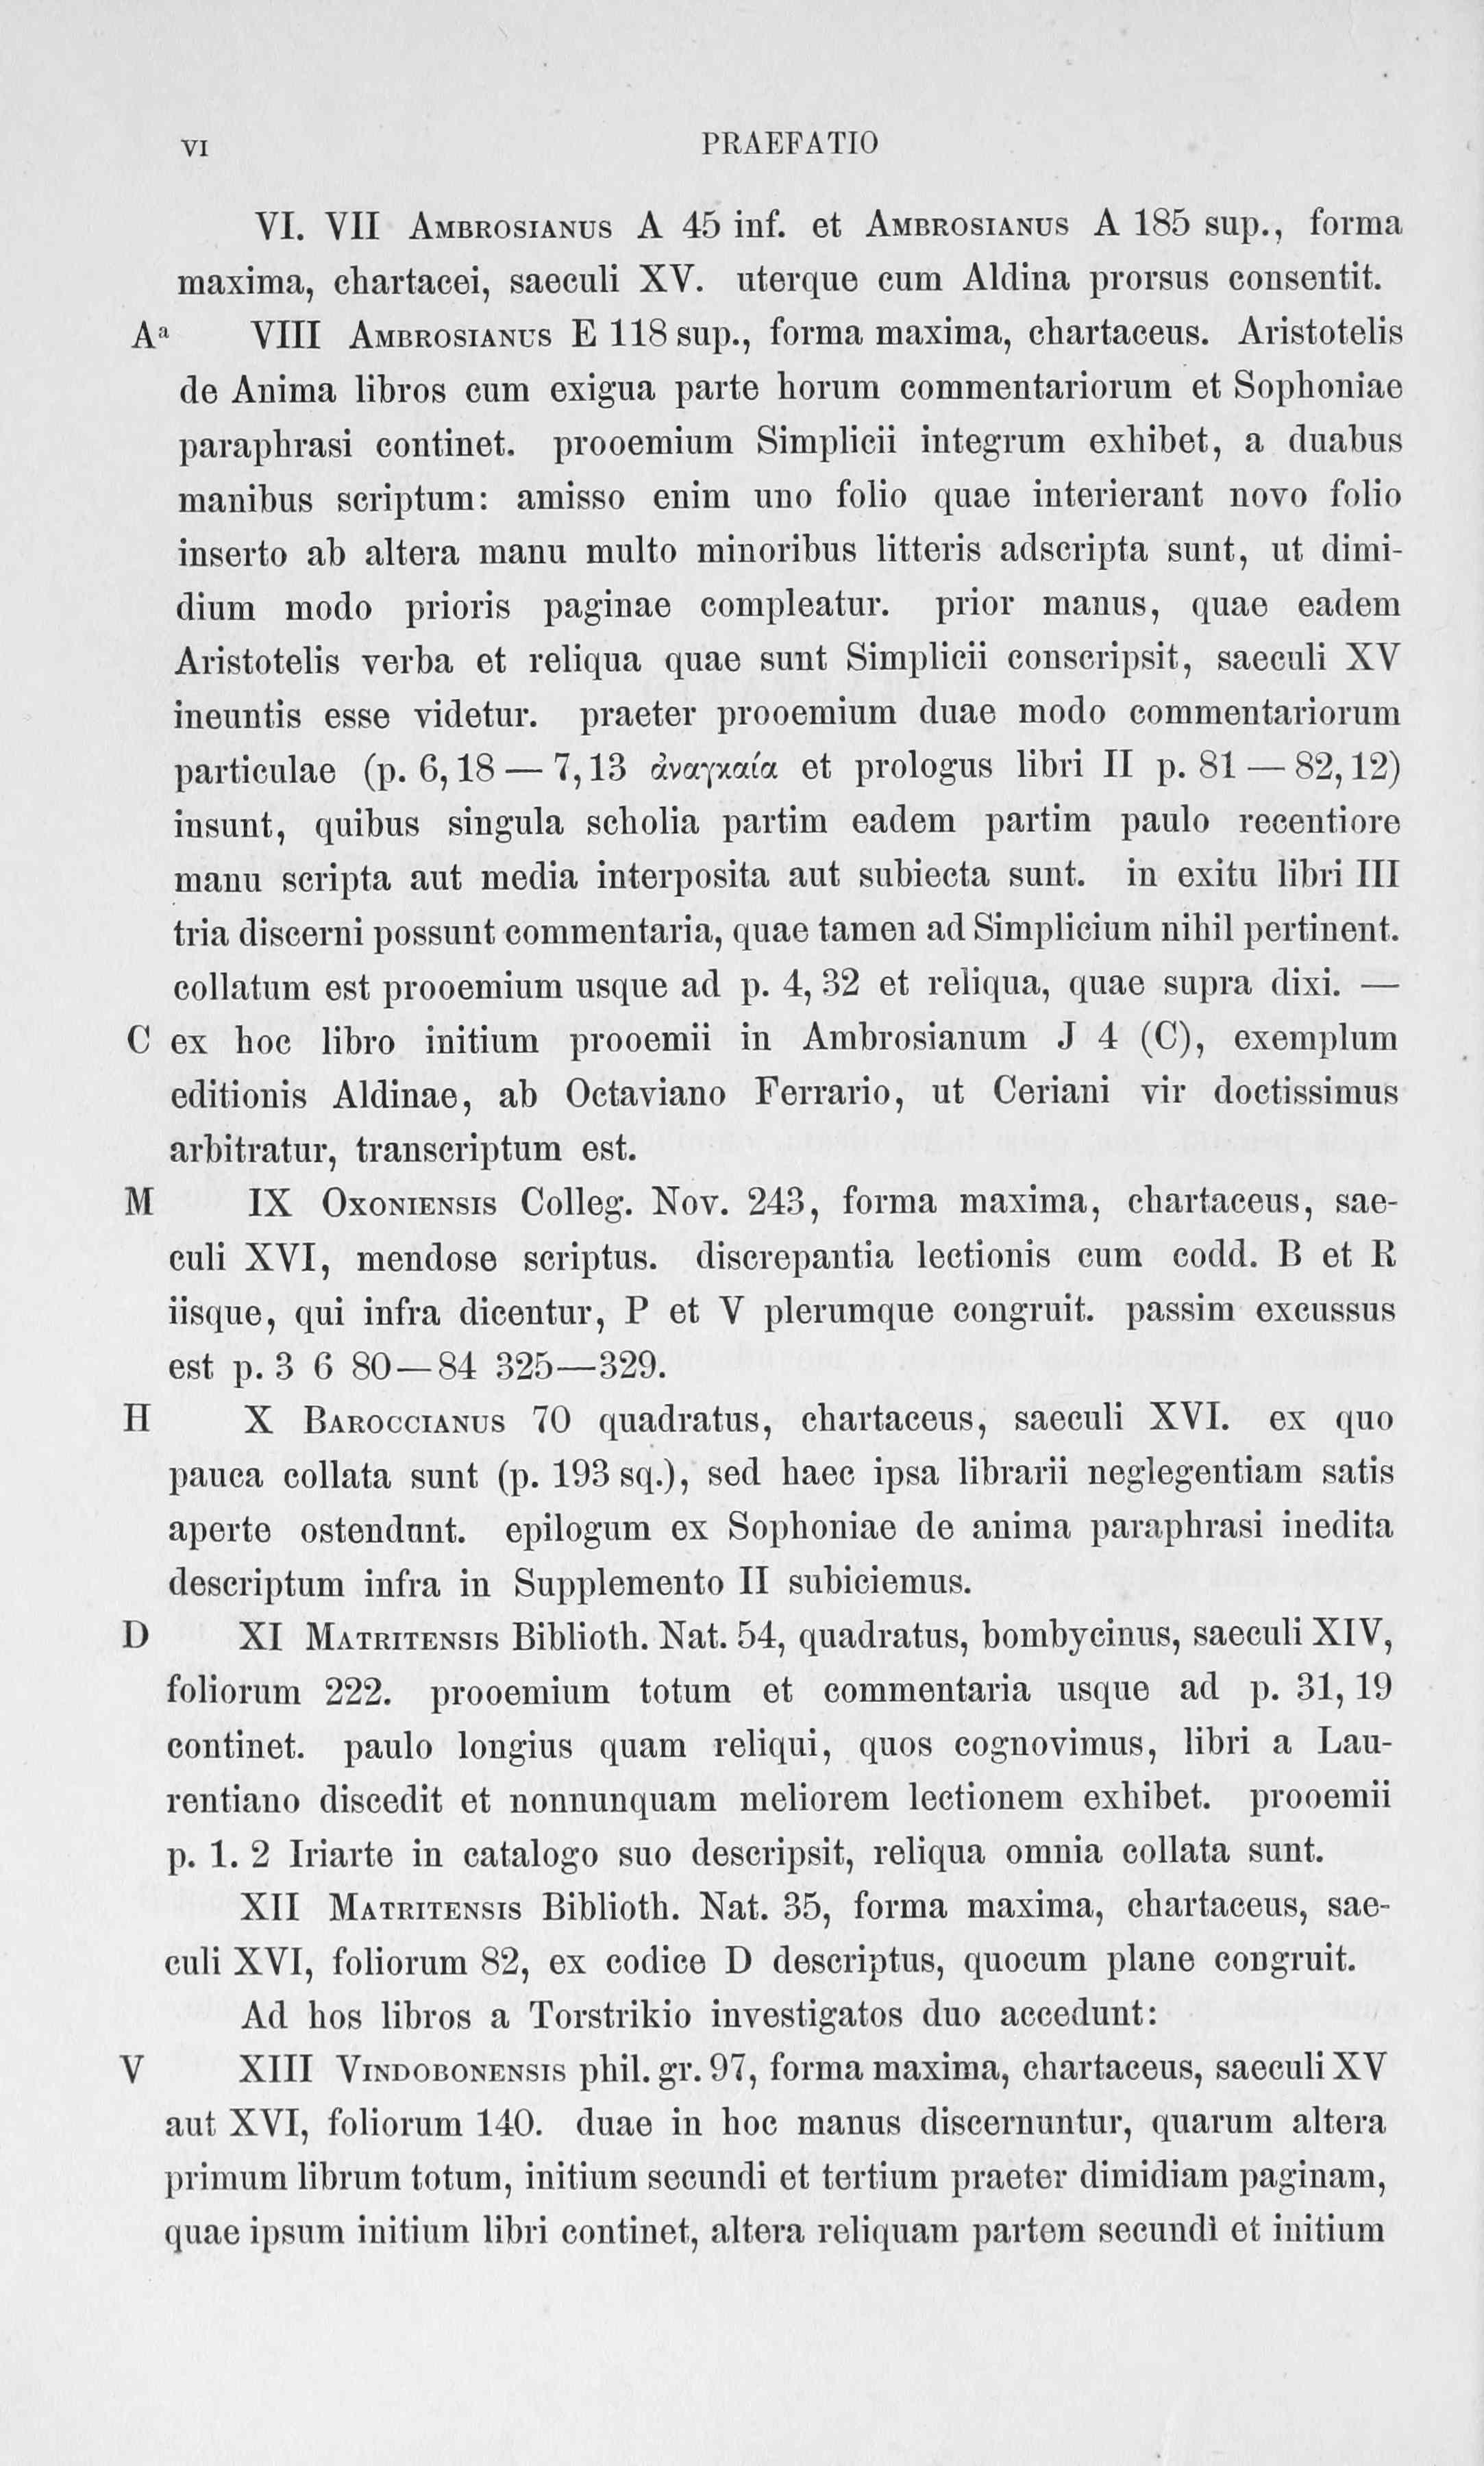 VI PRAEFATIO
VI. VII AMBROSIANUS A 45 inf. et AMBROSIANUS A 185 sup., forma
maxima, chartacei, saeculi XV. uterque cum Aldina prorsus consentit.
Aᵃ VIII AMBROSIANUS E 118 sup., forma maxima, chartaceus. Aristotelis
de Anima libros cum exigua parte horum commentariorum et Sophoniae
paraphrasi continet. prooemium Simplicii integrum exhibet, a duabus
manibus scriptum: amisso enim uno folio quae interierant novo folio
inserto ab altera manu multo minoribus litteris adscripta sunt, ut dimi-
dium modo prioris paginae compleatur. prior manus, quae eadem
Aristotelis verba et reliqua quae sunt Simplicii conscripsit, saeculi XV
ineuntis esse videtur. praeter prooemium duae modo commentariorum
particulae (p. 6,18 — 7,13 ἀναγκαία et prologus libri II p. 81 — 82,12)
insunt, quibus singula scholia partim eadem partim paulo recentiore
manu scripta aut media interposita aut subiecta sunt. in exitu libri III
tria discerni possunt commentaria, quae tamen ad Simplicium nihil pertinent.
collatum est prooemium usque ad p. 4, 32 et reliqua, quae supra dixi. —
C ex hoc libro initium prooemii in Ambrosianum J 4 (C), exemplum
editionis Aldinae, ab Octaviano Ferrario, ut Ceriani vir doctissimus
arbitratur, transcriptum est.
M IX OXONIENSIS Colleg. Nov. 243, forma maxima, chartaceus, sae-
culi XVI, mendose scriptus. discrepantia lectionis cum codd. B et R
iisque, qui infra dicentur, P et V plerumque congruit. passim excussus
est p. 3 6 80—84 325—329.
H X BAROCCIANUS 70 quadratus, chartaceus, saeculi XVI. ex quo
pauca collata sunt (p. 193 sq.), sed haec ipsa librarii neglegentiam satis
aperte ostendunt. epilogum ex Sophoniae de anima paraphrasi inedita
descriptum infra in Supplemento II subiciemus.
D XI MATRITENSIS Biblioth. Nat. 54, quadratus, bombycinus, saeculi XIV,
foliorum 222. prooemium totum et commentaria usque ad p. 31, 19
continet. paulo longius quam reliqui, quos cognovimus, libri a Lau-
rentiano discedit et nonnunquam meliorem lectionem exhibet. prooemii
p. 1. 2 Iriarte in catalogo suo descripsit, reliqua omnia collata sunt.
XII MATRITENSIS Biblioth. Nat. 35, forma maxima, chartaceus, sae-
culi XVI, foliorum 82, ex codice D descriptus, quocum plane congruit.
Ad hos libros a Torstrikio investigatos duo accedunt:
V XIII VINDOBONENSIS phil. gr. 97, forma maxima, chartaceus, saeculi XV
aut XVI, foliorum 140. duae in hoc manus discernuntur, quarum altera
primum librum totum, initium secundi et tertium praeter dimidiam paginam,
quae ipsum initium libri continet, altera reliquam partem secundi et initium